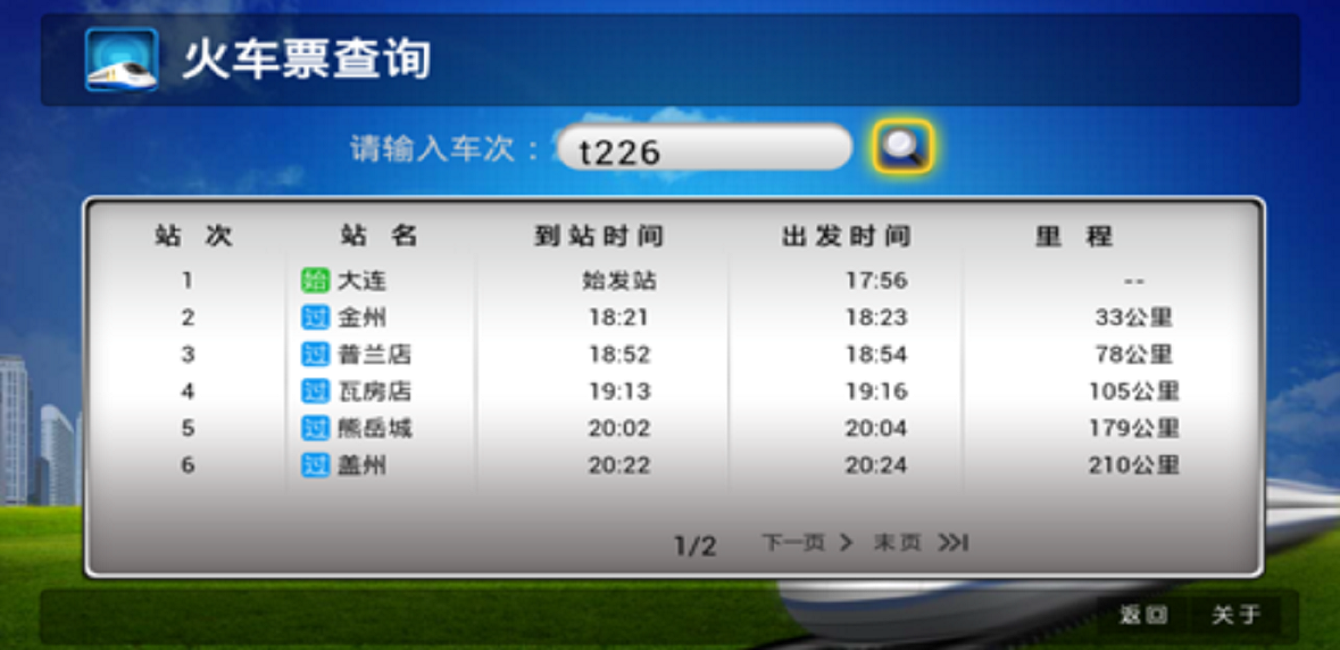 火车票查询
请输入车次： t226
站次 站名 到站时间 出发时间 里程
1 始 大连 始发站 17:56 --
2 过 金州 18:21 18:23 33公里
3 过 普兰店 18:52 18:54 78公里
4 过 瓦房店 19:13 19:16 105公里
5 过 熊岳城 20:02 20:04 179公里
6 过 盖州 20:22 20:24 210公里
1/2 下一页 末页
返回 关于